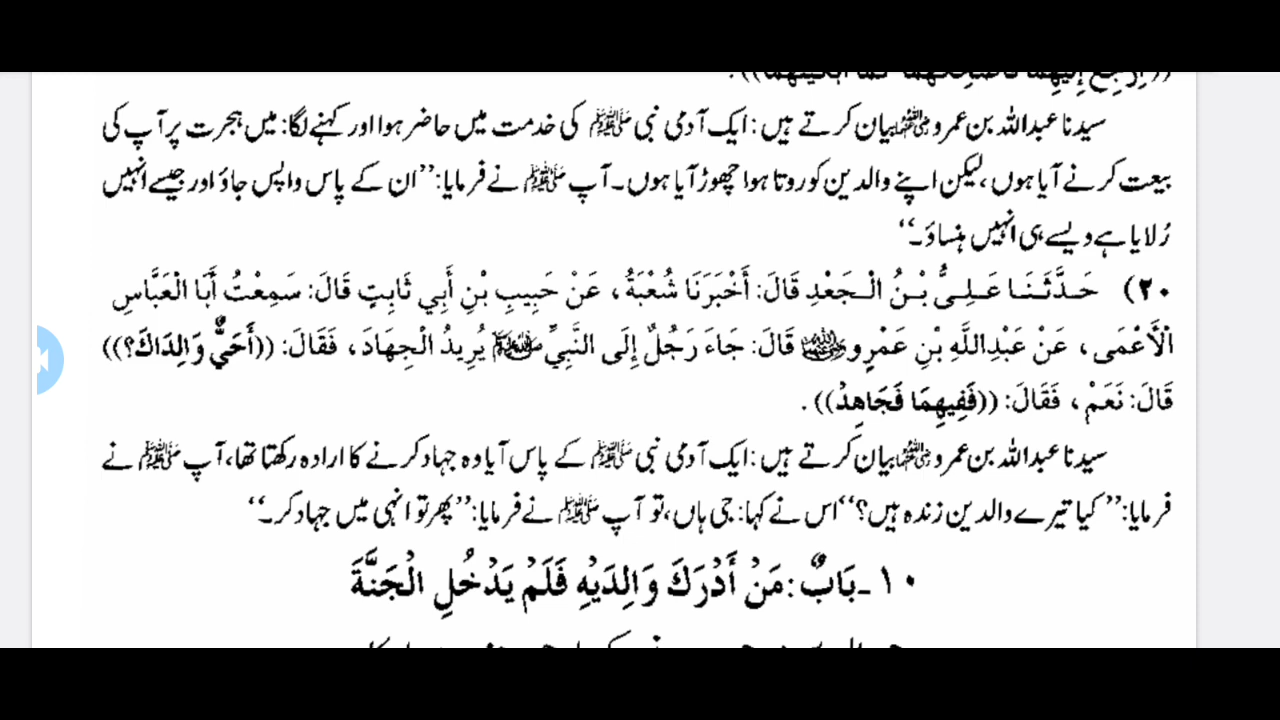 سیدنا عبداللہ بن عمرو رضی اللہ عنہ بیان کرتے ہیں: ایک آدمی نبی ﷺ کی خدمت میں حاضر ہوا اور کہنے لگا: میں ہجرت پر آپ کی
بیعت کرنے آیا ہوں، لیکن اپنے والدین کو روتا ہوا چھوڑ آیا ہوں۔ آپ ﷺ نے فرمایا: ”ان کے پاس واپس جاؤ اور جیسے انہیں
رُلایا ہے ویسے ہی انہیں ہنساؤ۔“
۲۰) حَدَّثَنَا عَلِيُّ بْنُ الْجَعْدِ قَالَ: أَخْبَرَنَا شُعْبَةُ، عَنْ حَبِيبِ بْنِ أَبِي ثَابِتٍ قَالَ: سَمِعْتُ أَبَا الْعَبَّاسِ
الْأَعْمَى، عَنْ عَبْدِاللَّهِ بْنِ عَمْرٍو قَالَ: جَاءَ رَجُلٌ إِلَى النَّبِيِّ ﷺ يُرِيدُ الْجِهَادَ، فَقَالَ: ((أَحَيٌّ وَالِدَاكَ؟))
قَالَ: نَعَمْ، فَقَالَ: ((فَفِيهِمَا فَجَاهِدْ)).
سیدنا عبداللہ بن عمرو رضی اللہ عنہ بیان کرتے ہیں: ایک آدمی نبی ﷺ کے پاس آیا وہ جہاد کرنے کا ارادہ رکھتا تھا، آپ ﷺ نے
فرمایا: ”کیا تیرے والدین زندہ ہیں؟“ اس نے کہا: جی ہاں، تو آپ ﷺ نے فرمایا: ”پھر تو انہی میں جہاد کر۔“
١٠۔ بَابٌ: مَنْ أَدْرَكَ وَالِدَيْهِ فَلَمْ يَدْخُلِ الْجَنَّةَ